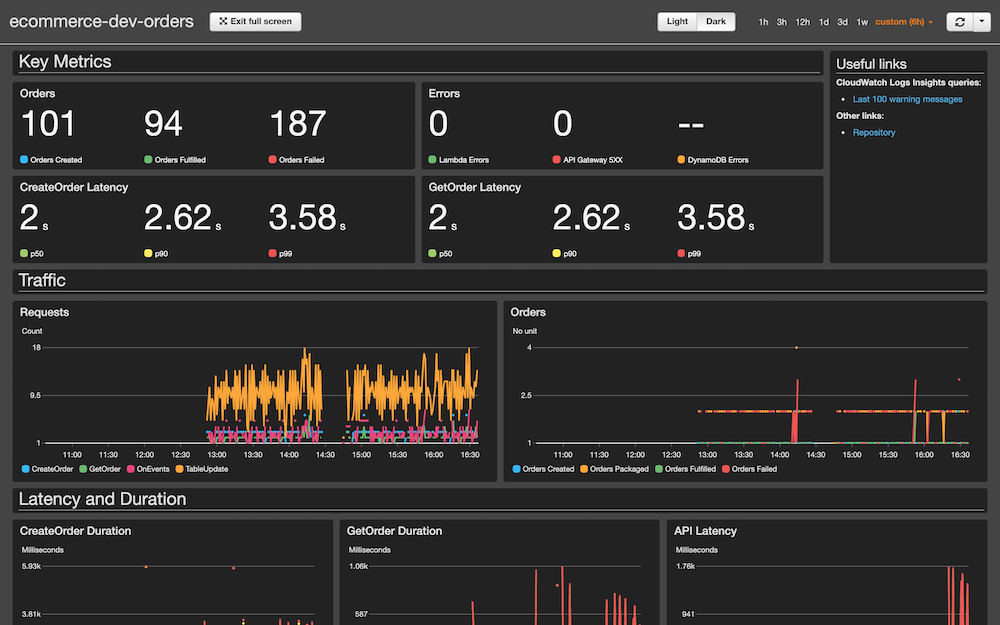 ecommerce-dev-orders
Exit full screen
Light Dark
1h 3h 12h 1d 3d 1w custom (6h)
Key Metrics
Orders
101 94 187
Orders Created Orders Fulfilled Orders Failed
Errors
0 0 --
Lambda Errors API Gateway 5XX DynamoDB Errors
CreateOrder Latency
2 s 2.62 s 3.58 s
p50 p90 p99
GetOrder Latency
2 s 2.62 s 3.58 s
p50 p90 p99
Useful links
CloudWatch Logs Insights queries:
Last 100 warning messages
Other links:
Repository
Traffic
Requests
Count
18
9.5
1
11:00 11:30 12:00 12:30 13:00 13:30 14:00 14:30 15:00 15:30 16:00 16:30
CreateOrder GetOrder OnEvents TableUpdate
Orders
No unit
4
2.5
1
11:00 11:30 12:00 12:30 13:00 13:30 14:00 14:30 15:00 15:30 16:00 16:30
Orders Created Orders Packaged Orders Fulfilled Orders Failed
Latency and Duration
CreateOrder Duration
Milliseconds
5.93k
3.81k
GetOrder Duration
Milliseconds
1.06k
587
API Latency
Milliseconds
1.76k
941